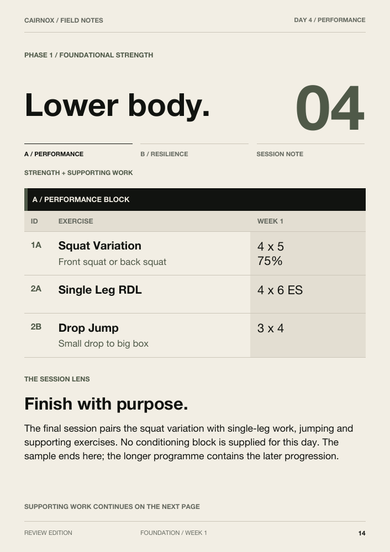 CAIRNOX / FIELD NOTES
DAY 4 / PERFORMANCE
PHASE 1 / FOUNDATIONAL STRENGTH
Lower body.
04
A / PERFORMANCE
B / RESILIENCE
SESSION NOTE
STRENGTH + SUPPORTING WORK
A / PERFORMANCE BLOCK
ID EXERCISE WEEK 1
1A Squat Variation 4 x 5
Front squat or back squat 75%
2A Single Leg RDL 4 x 6 ES
2B Drop Jump 3 x 4
Small drop to big box
THE SESSION LENS
Finish with purpose.
The final session pairs the squat variation with single-leg work, jumping and
supporting exercises. No conditioning block is supplied for this day. The
sample ends here; the longer programme contains the later progression.
SUPPORTING WORK CONTINUES ON THE NEXT PAGE
REVIEW EDITION
FOUNDATION / WEEK 1
14